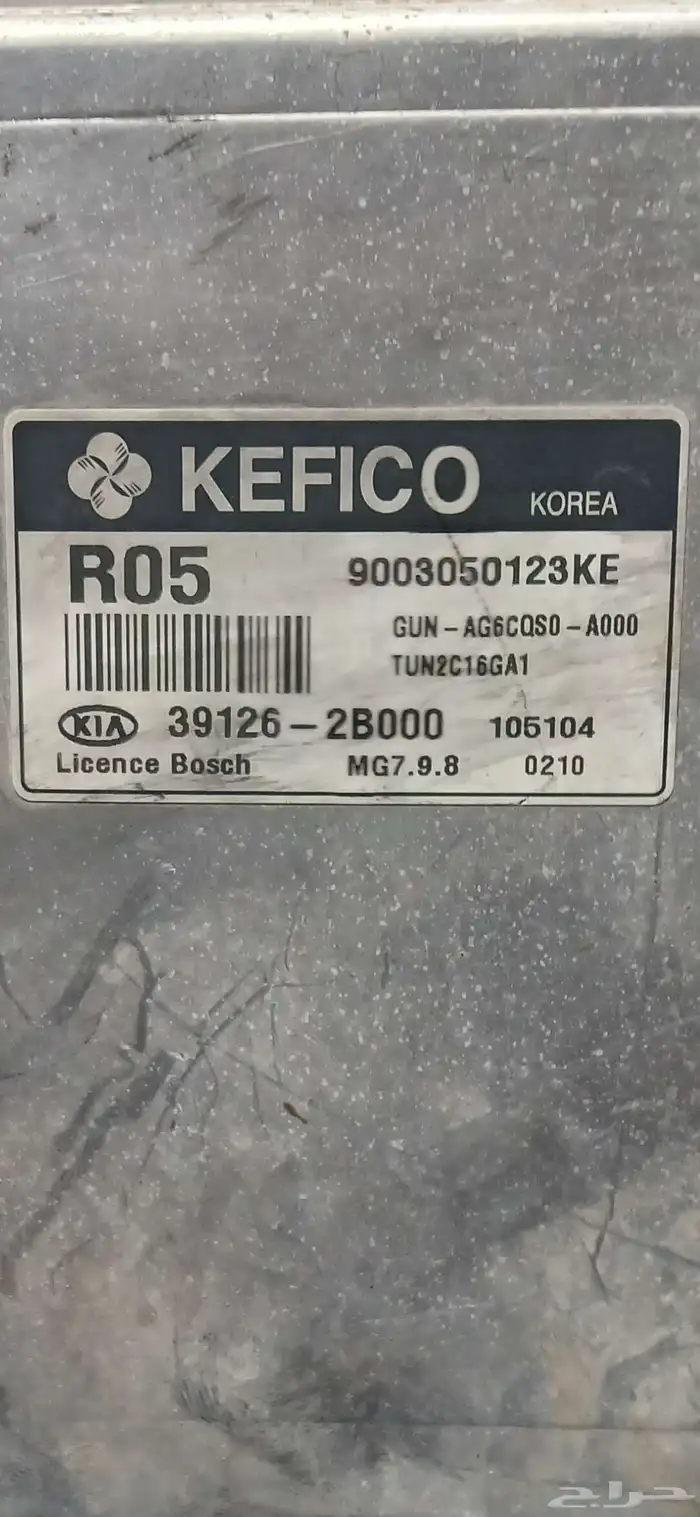 KEFICO KOREA
R05 9003050123KE
GUN-AG6CQS0-A000
TUN2C16GA1
KIA 39126-2B000 105104
Licence Bosch MG7.9.8 0210
حراج